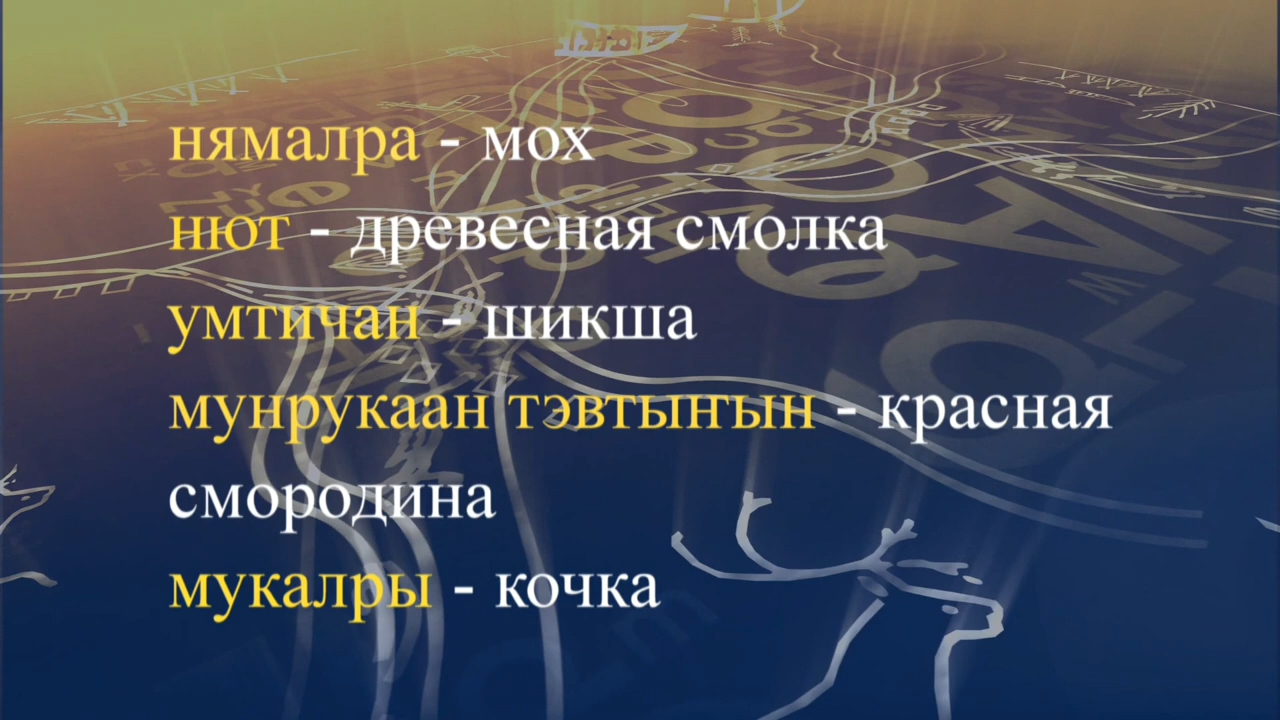 нямалра - мох
нют - древесная смолка
умтичан - шикша
мунрукаан тэвтыҥын - красная
смородина
мукалры - кочка